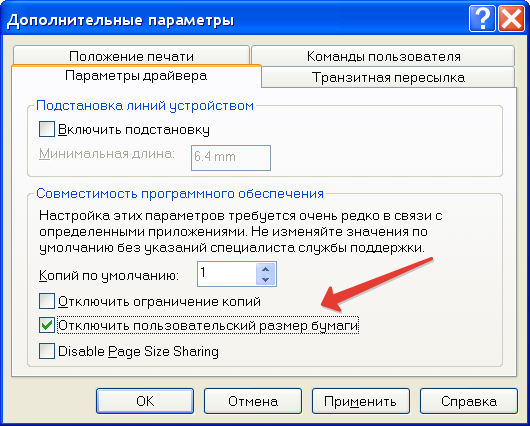 Дополнительные параметры
Положение печати
Команды пользователя
Параметры драйвера
Транзитная пересылка
Подстановка линий устройством
Включить подстановку
Минимальная длина:
6.4 mm
Совместимость программного обеспечения
Настройка этих параметров требуется очень редко в связи с
определенными приложениями. Не изменяйте значения по
умолчанию без указаний специалиста службы поддержки.
Копий по умолчанию:
1
Отключить ограничение копий
Отключить пользовательский размер бумаги
Disable Page Size Sharing
OK
Отмена
Применить
Справка